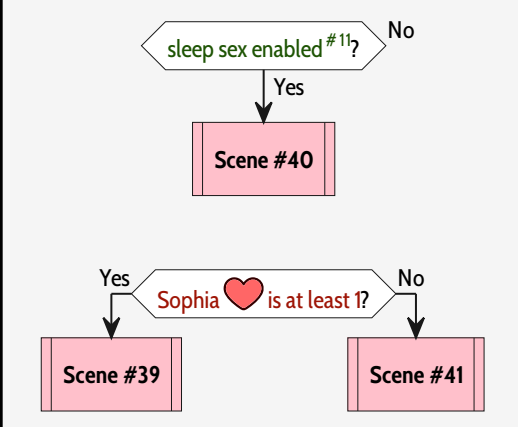 No
sleep sex enabled #11?
Yes
Scene #40
Yes
No
Sophia is at least 1?
Scene #39
Scene #41